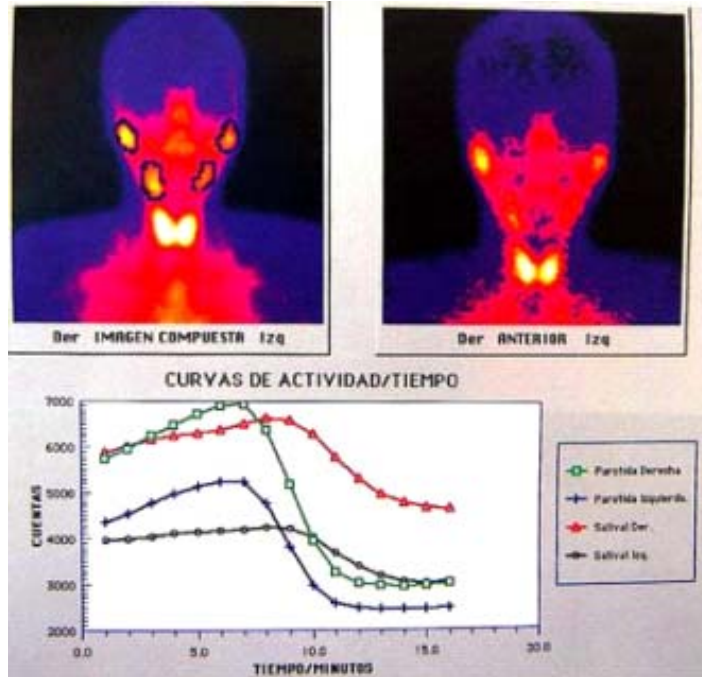 Der IMAGEN COMPUESTA Izq
Der ANTERIOR Izq
CURVAS DE ACTIVIDAD/TIEMPO
7000
6000
5000
4000
3000
2000
CUENTAS
0.0 5.0 10.0 15.0 20.0
TIEMPO/MINUTOS
Parotida Derecha
Parotida Izquierda.
Salival Der.
Salival Izq.